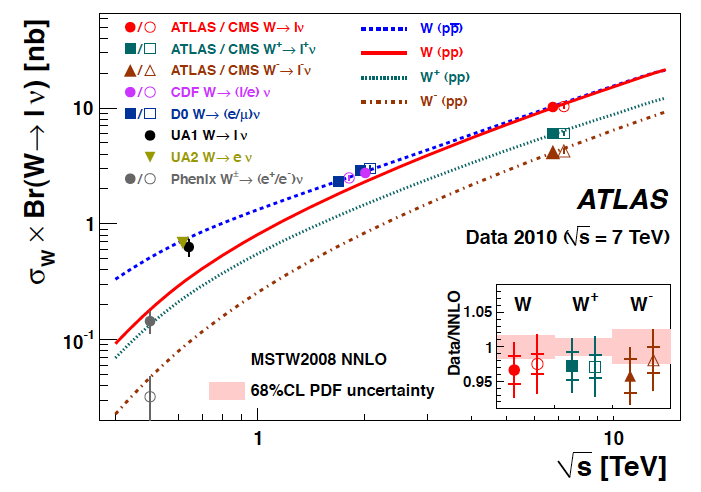 σW × Br(W→ l ν) [nb]
10
1
10-1
/ ATLAS / CMS W→ lν
/ ATLAS / CMS W+→ l+ν
/ ATLAS / CMS W-→ l-ν
/ CDF W→ (l/e) ν
/ D0 W→ (e/μ)ν
UA1 W→ l ν
UA2 W→ e ν
/ Phenix W±→ (e+/e-)ν
W (pp̅)
W (pp)
W+ (pp)
W- (pp)
ATLAS
Data 2010 (√s = 7 TeV)
MSTW2008 NNLO
68%CL PDF uncertainty
Data/NNLO
1.05
1
0.95
W W+ W-
1 10
√s [TeV]